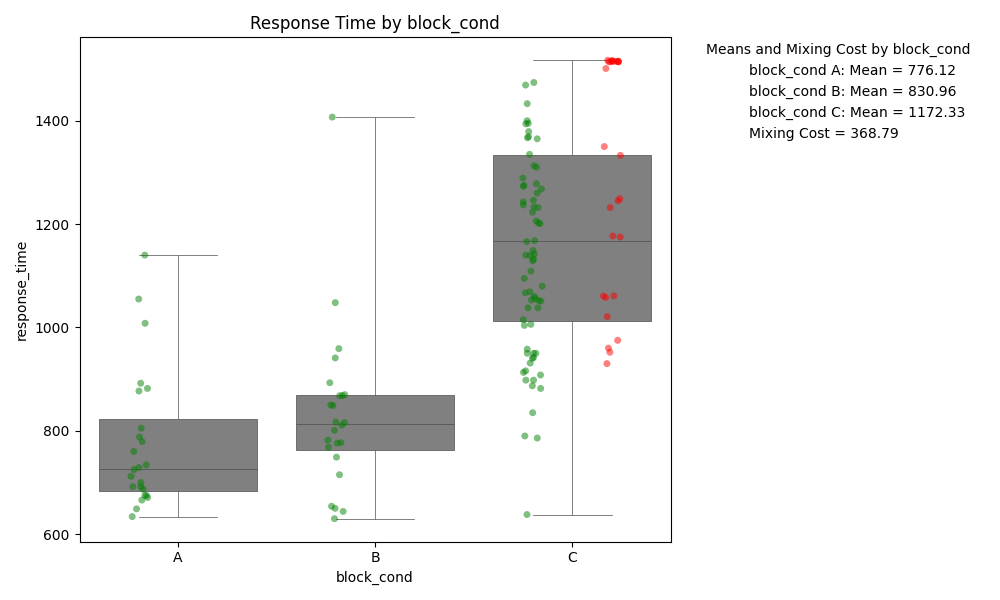 Response Time by block_cond
Means and Mixing Cost by block_cond
block_cond A: Mean = 776.12
block_cond B: Mean = 830.96
block_cond C: Mean = 1172.33
Mixing Cost = 368.79
response_time
1400
1200
1000
800
600
A
B
C
block_cond